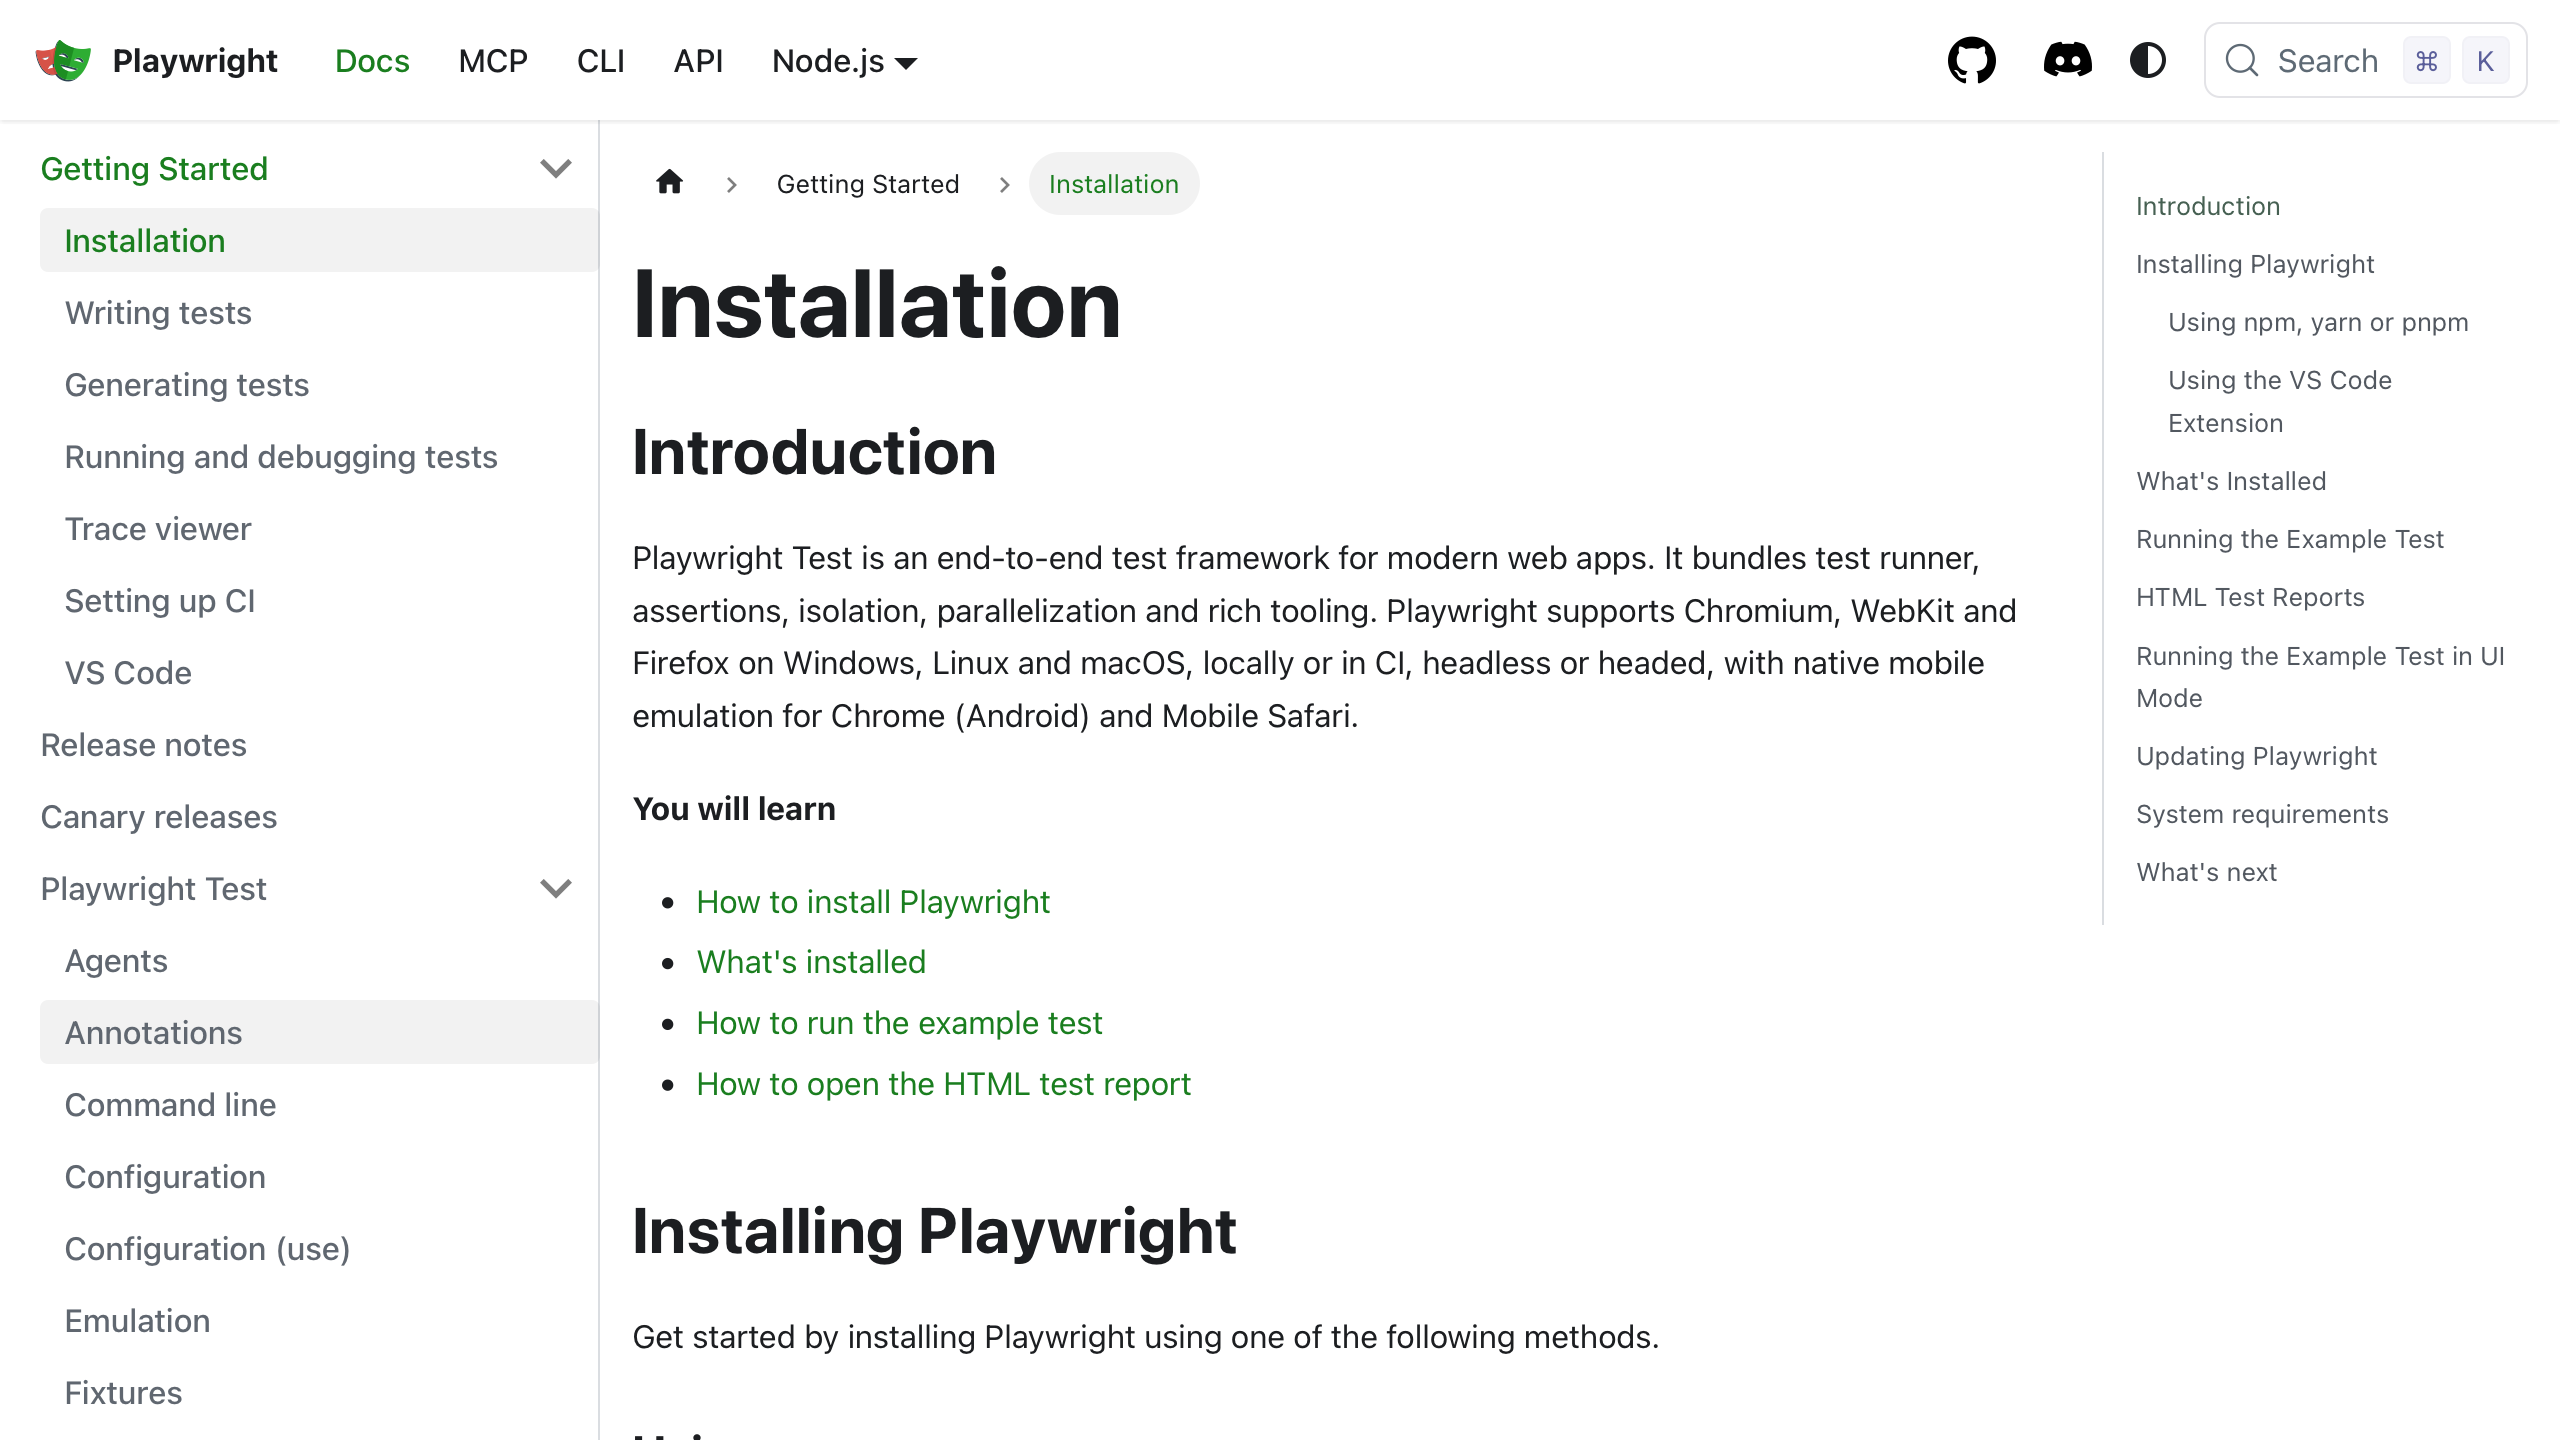 Playwright
Docs
MCP
CLI
API
Node.js
Search
⌘
K
Getting Started
Installation
Writing tests
Generating tests
Running and debugging tests
Trace viewer
Setting up CI
VS Code
Release notes
Canary releases
Playwright Test
Agents
Annotations
Command line
Configuration
Configuration (use)
Emulation
Fixtures
Getting Started
Installation
Installation
Introduction
Playwright Test is an end-to-end test framework for modern web apps. It bundles test runner,
assertions, isolation, parallelization and rich tooling. Playwright supports Chromium, WebKit and
Firefox on Windows, Linux and macOS, locally or in CI, headless or headed, with native mobile
emulation for Chrome (Android) and Mobile Safari.
You will learn
How to install Playwright
What's installed
How to run the example test
How to open the HTML test report
Installing Playwright
Get started by installing Playwright using one of the following methods.
Introduction
Installing Playwright
Using npm, yarn or pnpm
Using the VS Code
Extension
What's Installed
Running the Example Test
HTML Test Reports
Running the Example Test in UI
Mode
Updating Playwright
System requirements
What's next